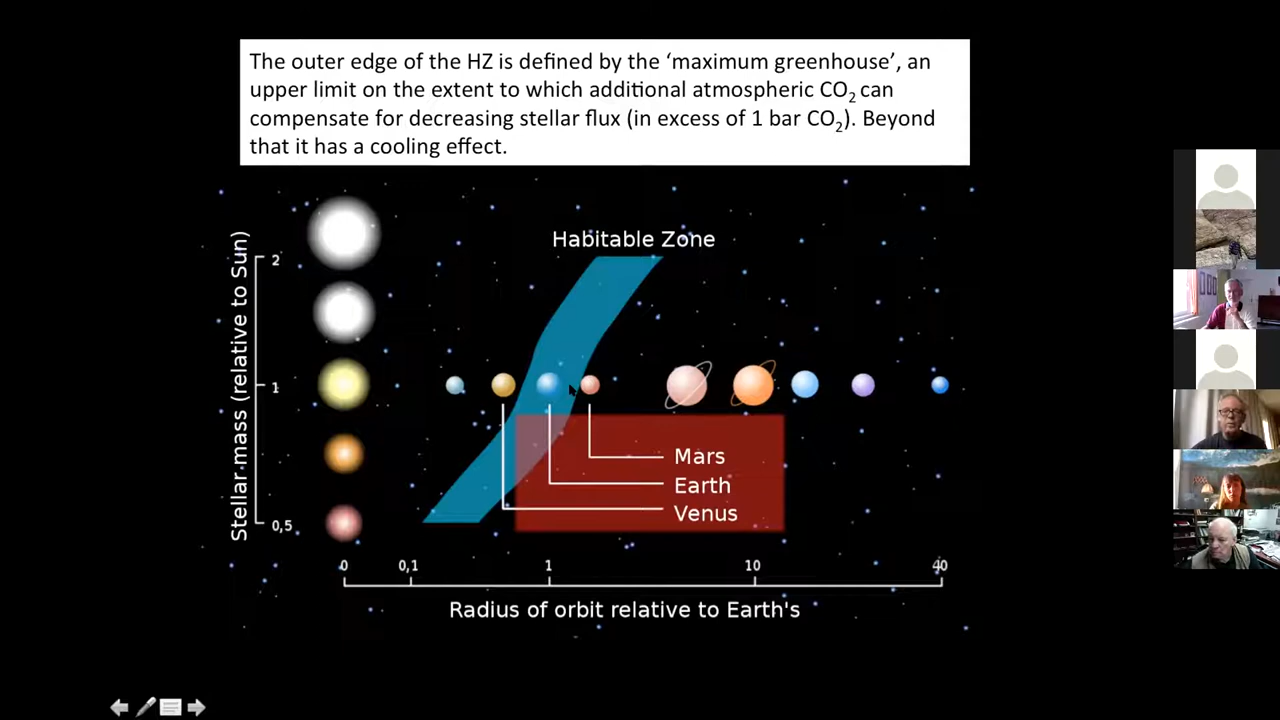 The outer edge of the HZ is defined by the ‘maximum greenhouse’, an
upper limit on the extent to which additional atmospheric CO₂ can
compensate for decreasing stellar flux (in excess of 1 bar CO₂). Beyond
that it has a cooling effect.
Habitable Zone
Stellar mass (relative to Sun)
2
1
0,5
Mars
Earth
Venus
0 0,1 1 10 40
Radius of orbit relative to Earth's